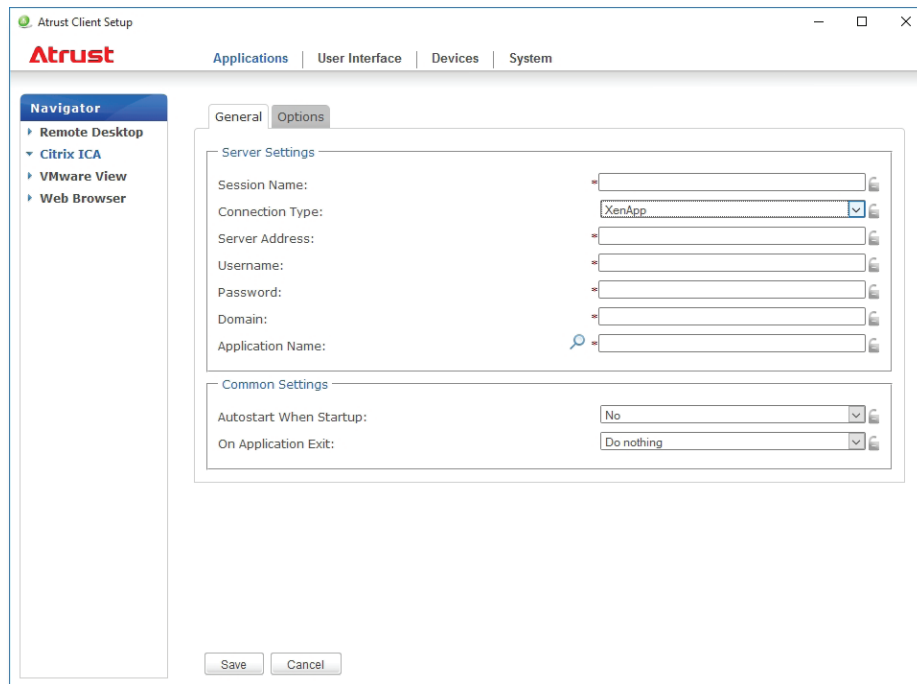 Atrust Client Setup
Atrust
Applications | User Interface | Devices | System
Navigator
Remote Desktop
Citrix ICA
VMware View
Web Browser
General Options
Server Settings
Session Name: *
Connection Type: XenApp
Server Address: *
Username: *
Password: *
Domain: *
Application Name: *
Common Settings
Autostart When Startup: No
On Application Exit: Do nothing
Save Cancel